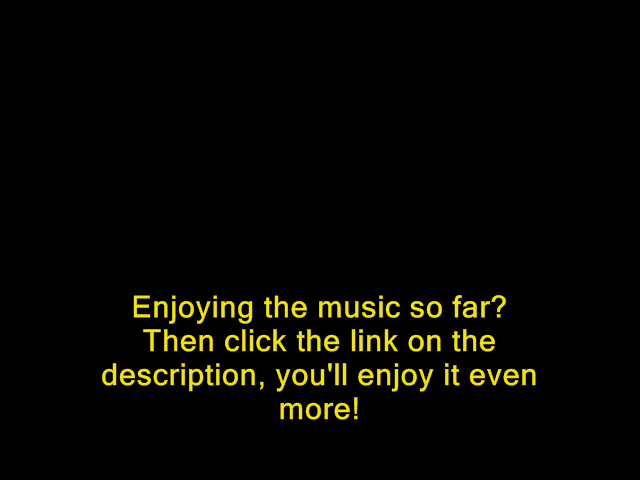 Enjoying the music so far?
Then click the link on the
description, you'll enjoy it even
more!